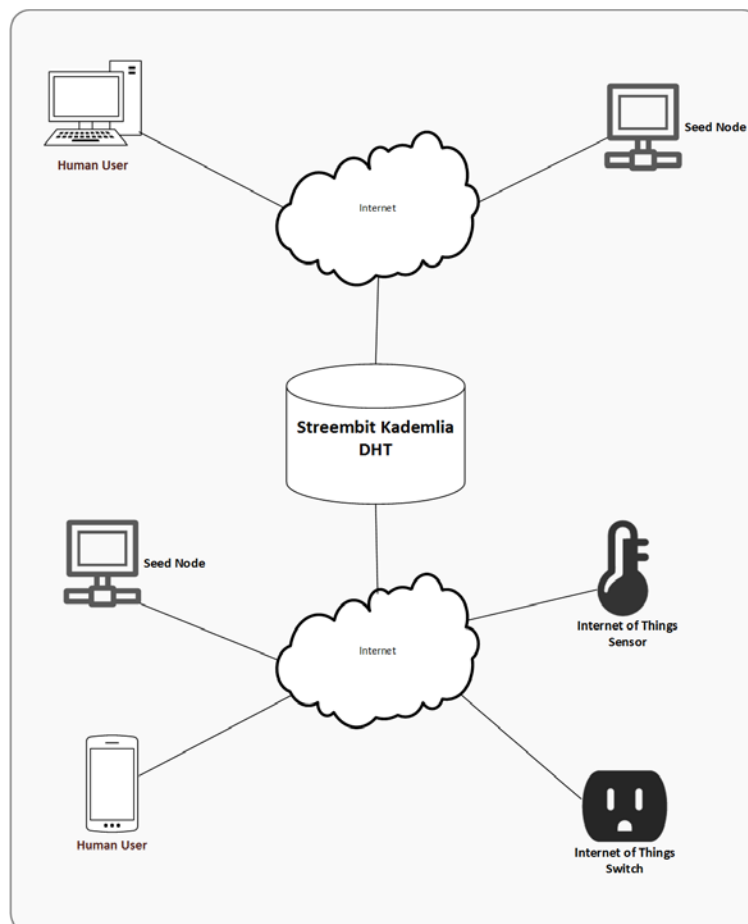 Human User
Seed Node
Internet
Streembit Kademlia
DHT
Seed Node
Internet of Things
Sensor
Internet
Human User
Internet of Things
Switch